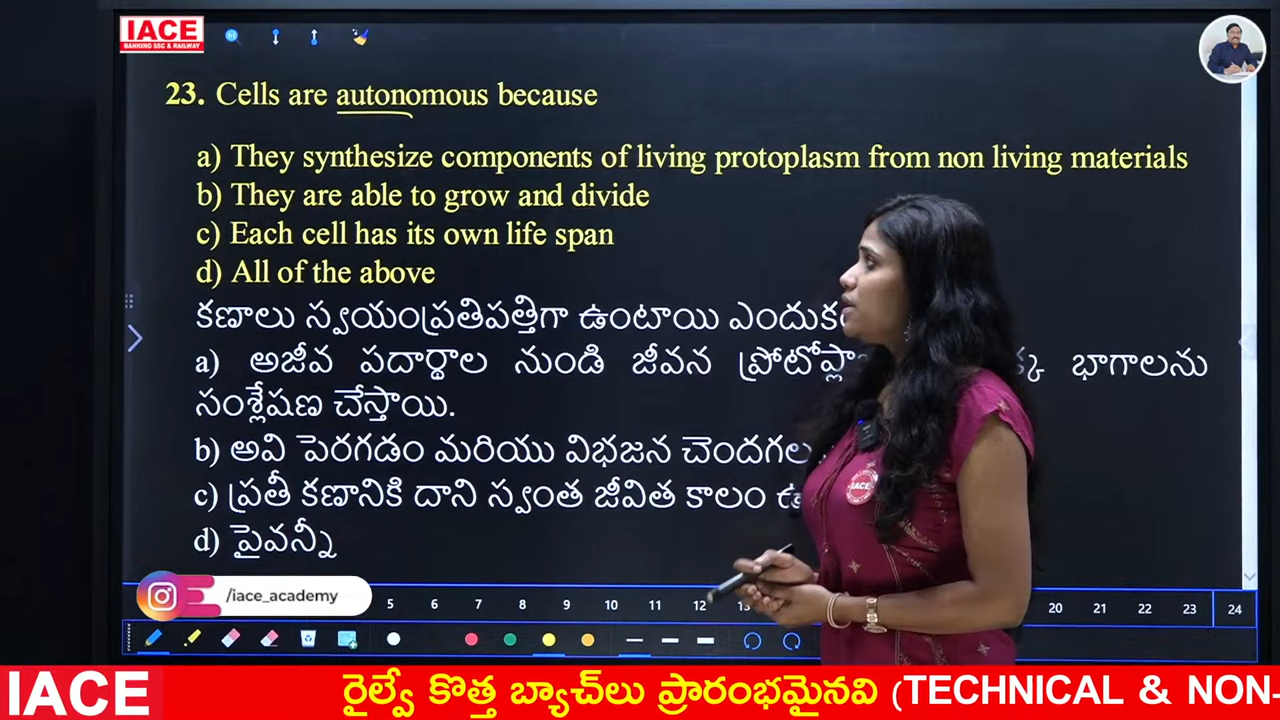 IACE
BANKING SSC & RAILWAY
23. Cells are autonomous because
a) They synthesize components of living protoplasm from non living materials
b) They are able to grow and divide
c) Each cell has its own life span
d) All of the above
కణాలు స్వయంప్రతిపత్తిగా ఉంటాయి
a) అజీవ పదార్థాల నుండి జీవన భాగాలను
సంశ్లేషణ చేస్తాయి.
b) అవి పెరగడం మరియు విభజన
c) ప్రతీ కణానికి దాని స్వంత జీవిత కాలం
d) పైవన్నీ
IACE
/iace_academy 5 6 7 8 9 10 11 12 20 21 22 23 24
IACE రైల్వే కొత్త బ్యాచ్‌లు ప్రారంభమైనవి (TECHNICAL & NON-